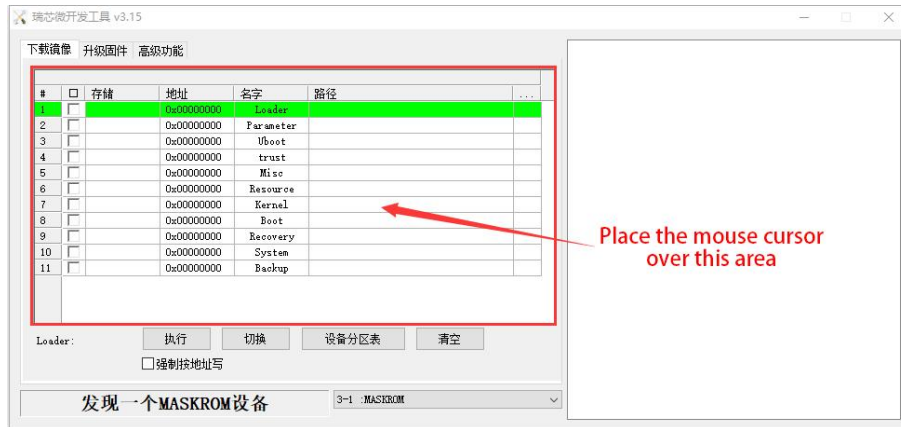 瑞芯微开发工具 v3.15
下载镜像 升级固件 高级功能
# 存储 地址 名字 路径 ...
1 0x00000000 Loader
2 0x00000000 Parameter
3 0x00000000 Uboot
4 0x00000000 trust
5 0x00000000 Misc
6 0x00000000 Resource
7 0x00000000 Kernel
8 0x00000000 Boot
9 0x00000000 Recovery
10 0x00000000 System
11 0x00000000 Backup
Place the mouse cursor
over this area
Loader: 执行 切换 设备分区表 清空
强制按地址写
发现一个MASKROM设备 3-1 :MASKROM